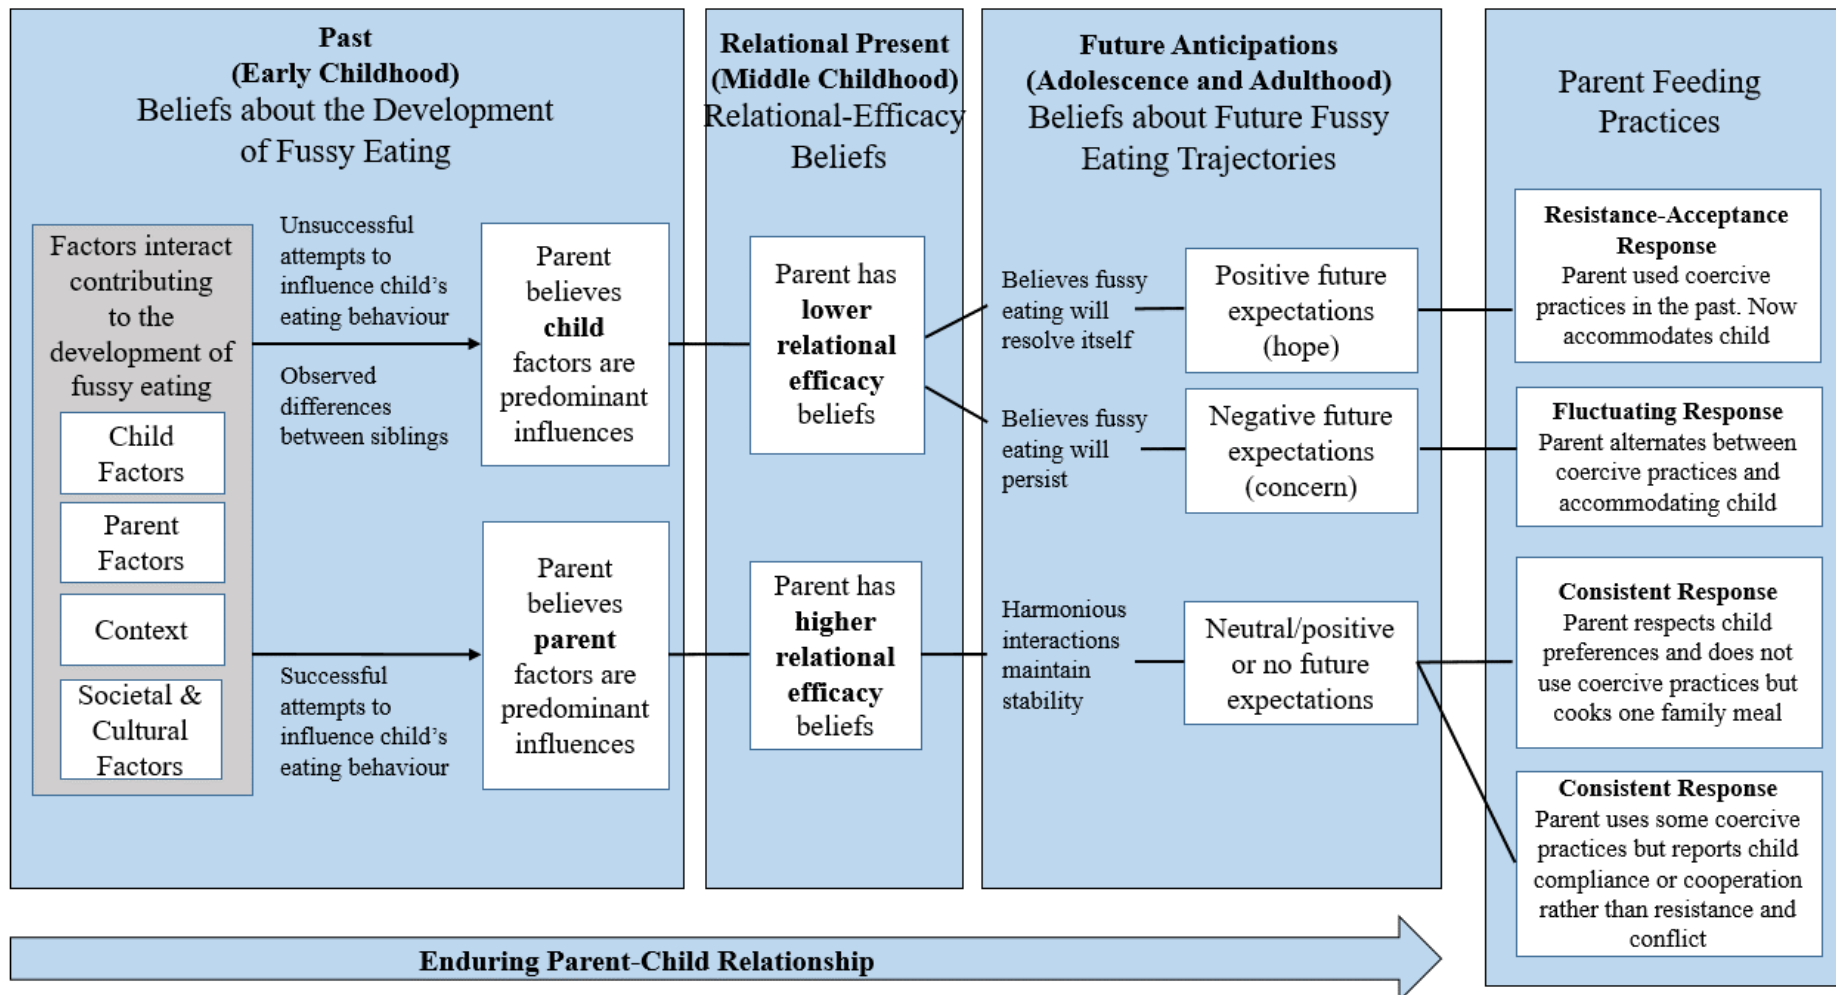 Past
(Early Childhood)
Beliefs about the Development
of Fussy Eating
Factors interact
contributing
to the
development of
fussy eating
Child
Factors
Parent
Factors
Context
Societal &
Cultural
Factors
Unsuccessful
attempts to
influence child's
eating behaviour
Observed
differences
between siblings
Successful
attempts to
influence child's
eating behaviour
Parent
believes
child
factors are
predominant
influences
Parent
believes
parent
factors are
predominant
influences
Relational Present
(Middle Childhood)
Relational-Efficacy
Beliefs
Parent has
lower
relational
efficacy
beliefs
Parent has
higher
relational
efficacy
beliefs
Future Anticipations
(Adolescence and Adulthood)
Beliefs about Future Fussy
Eating Trajectories
Believes fussy
eating will
resolve itself
Positive future
expectations
(hope)
Believes fussy
eating will
persist
Negative future
expectations
(concern)
Harmonious
interactions
maintain
stability
Neutral/positive
or no future
expectations
Parent Feeding
Practices
Resistance-Acceptance
Response
Parent used coercive
practices in the past. Now
accommodates child
Fluctuating Response
Parent alternates between
coercive practices and
accommodating child
Consistent Response
Parent respects child
preferences and does not
use coercive practices but
cooks one family meal
Consistent Response
Parent uses some coercive
practices but reports child
compliance or cooperation
rather than resistance and
conflict
Enduring Parent-Child Relationship